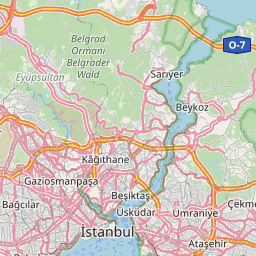 Belgrad
Ormanı
Belgrader
Wald
Eyüpsultan
O-7
Sarıyer
Beykoz
Kâğıthane
Gaziosmanpaşa
Beşiktaş
Bağcılar
Üsküdar
Ümraniye
Çekme
İstanbul
Ataşehir